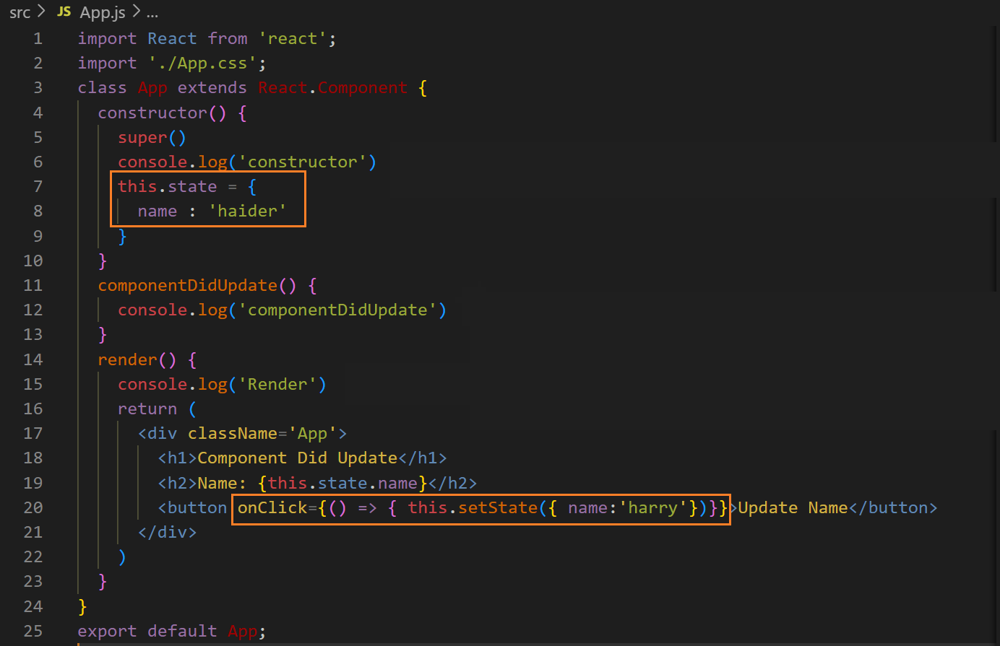 src > JS App.js > ...
1 import React from 'react';
2 import './App.css';
3 class App extends React.Component {
4   constructor() {
5     super()
6     console.log('constructor')
7     this.state = {
8       name : 'haider'
9     }
10   }
11   componentDidUpdate() {
12     console.log('componentDidUpdate')
13   }
14   render() {
15     console.log('Render')
16     return (
17       <div className='App'>
18         <h1>Component Did Update</h1>
19         <h2>Name: {this.state.name}</h2>
20         <button onClick={() => { this.setState({ name:'harry'})}}>Update Name</button>
21       </div>
22     )
23   }
24 }
25 export default App;